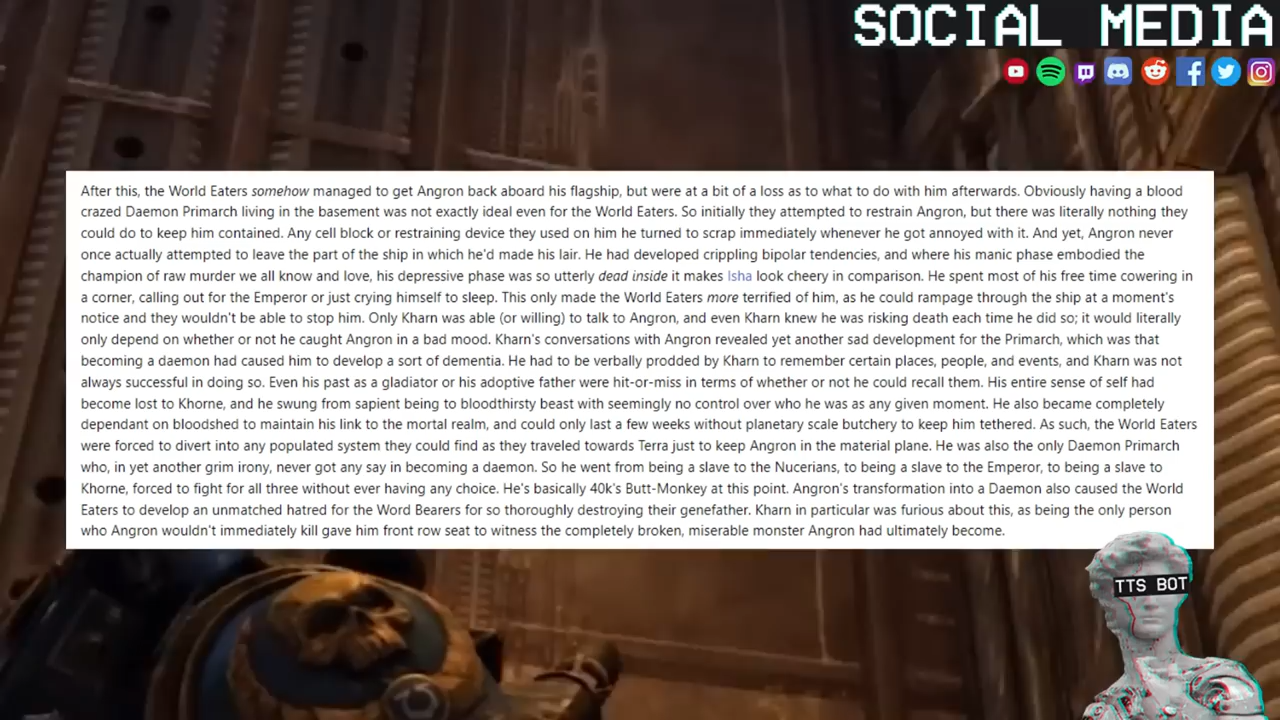 SOCIAL MEDIA
After this, the World Eaters somehow managed to get Angron back aboard his flagship, but were at a bit of a loss as to what to do with him afterwards. Obviously having a blood
crazed Daemon Primarch living in the basement was not exactly ideal even for the World Eaters. So initially they attempted to restrain Angron, but there was literally nothing they
could do to keep him contained. Any cell block or restraining device they used on him he turned to scrap immediately whenever he got annoyed with it. And yet, Angron never
once actually attempted to leave the part of the ship in which he'd made his lair. He had developed crippling bipolar tendencies, and where his manic phase embodied the
champion of raw murder we all know and love, his depressive phase was so utterly dead inside it makes Isha look cheery in comparison. He spent most of his free time cowering in
a corner, calling out for the Emperor or just crying himself to sleep. This only made the World Eaters more terrified of him, as he could rampage through the ship at a moment's
notice and they wouldn't be able to stop him. Only Kharn was able (or willing) to talk to Angron, and even Kharn knew he was risking death each time he did so; it would literally
only depend on whether or not he caught Angron in a bad mood. Kharn's conversations with Angron revealed yet another sad development for the Primarch, which was that
becoming a daemon had caused him to develop a sort of dementia. He had to be verbally prodded by Kharn to remember certain places, people, and events, and Kharn was not
always successful in doing so. Even his past as a gladiator or his adoptive father were hit-or-miss in terms of whether or not he could recall them. His entire sense of self had
become lost to Khorne, and he swung from sapient being to bloodthirsty beast with seemingly no control over who he was as any given moment. He also became completely
dependant on bloodshed to maintain his link to the mortal realm, and could only last a few weeks without planetary scale butchery to keep him tethered. As such, the World Eaters
were forced to divert into any populated system they could find as they traveled towards Terra just to keep Angron in the material plane. He was also the only Daemon Primarch
who, in yet another grim irony, never got any say in becoming a daemon. So he went from being a slave to the Nucerians, to being a slave to the Emperor, to being a slave to
Khorne, forced to fight for all three without ever having any choice. He's basically 40k's Butt-Monkey at this point. Angron's transformation into a Daemon also caused the World
Eaters to develop an unmatched hatred for the Word Bearers for so thoroughly destroying their genefather. Kharn in particular was furious about this, as being the only person
who Angron wouldn't immediately kill gave him front row seat to witness the completely broken, miserable monster Angron had ultimately become.
TTS BOT